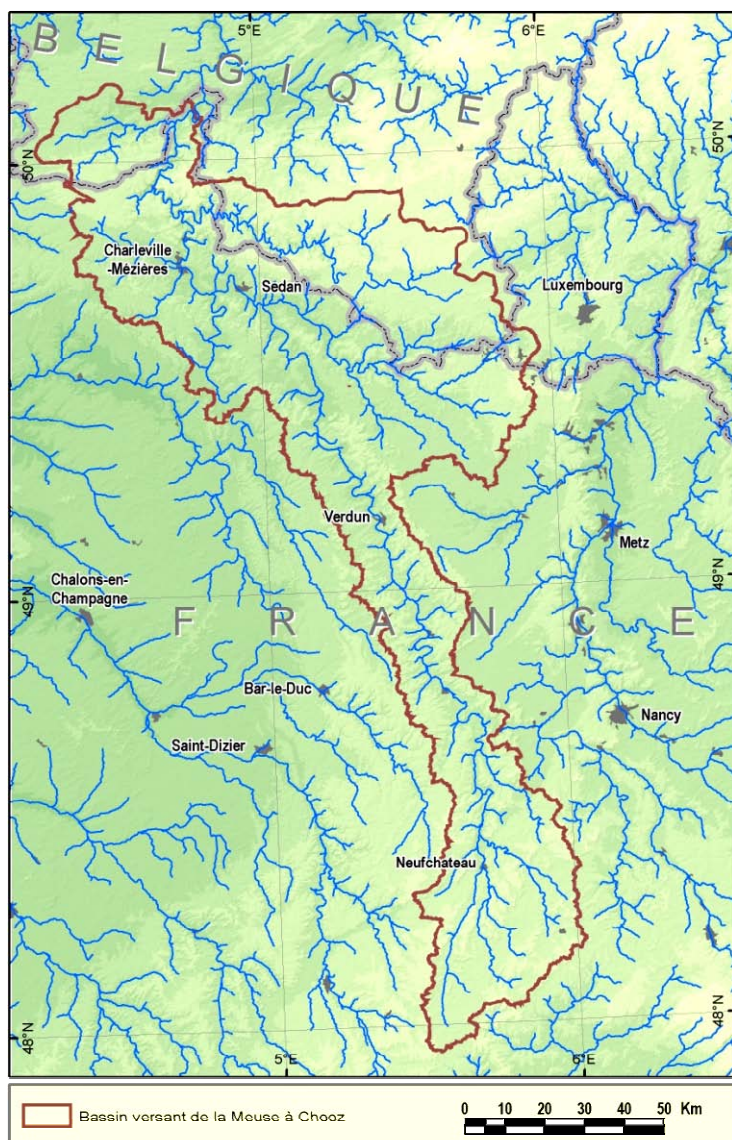 5°E
6°E
BELGIQUE
50°N
50°N
Charleville
-Mézières
Sedan
Luxembourg
Verdun
Metz
Chalons-en-
Champagne
49°N
49°N
FRANCE
Bar-le-Duc
Nancy
Saint-Dizier
Neufchateau
48°N
48°N
5°E
6°E
Bassin versant de la Meuse à Chooz
0 10 20 30 40 50 Km